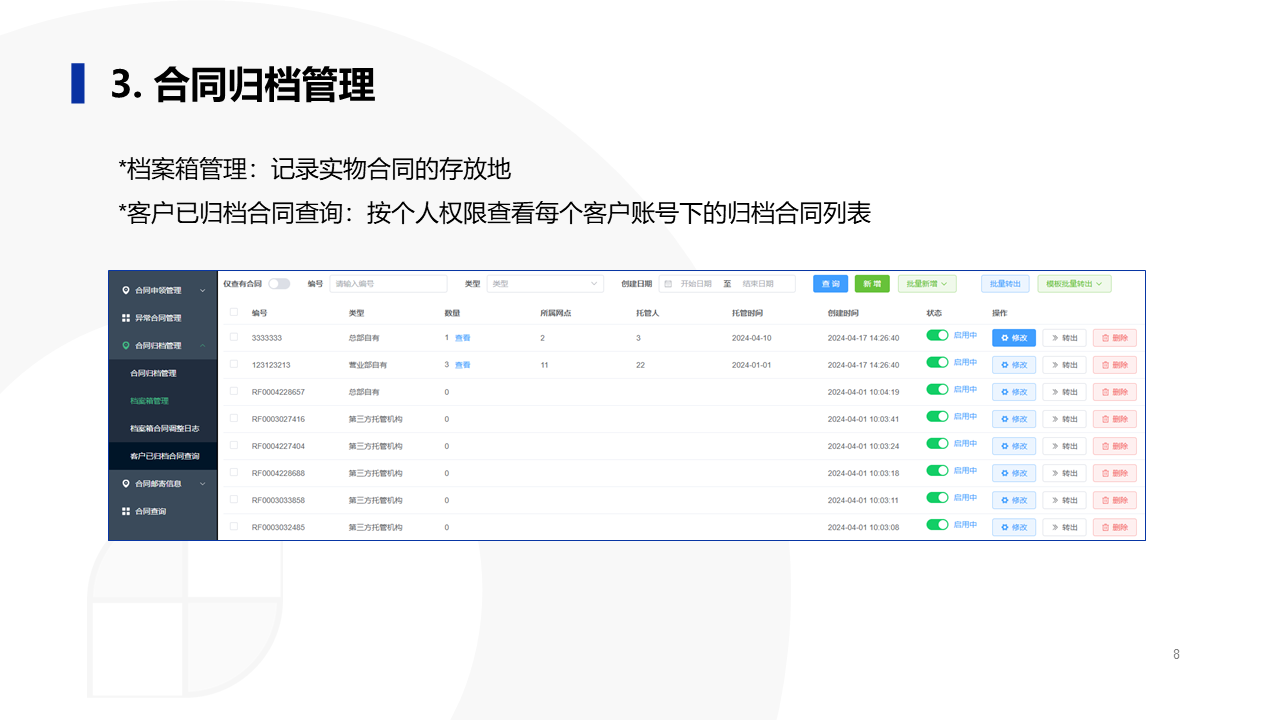 3. 合同归档管理
*档案箱管理：记录实物合同的存放地
*客户已归档合同查询：按个人权限查看每个客户账号下的归档合同列表
合同申领管理
异常合同管理
合同归档管理
合同归档管理
档案箱管理
档案箱合同调整日志
客户已归档合同查询
合同邮寄信息
合同查询
仅查有合同 编号 请输入编号 类型 类型 创建日期 开始日期 至 结束日期 查询 新增 批量新增 批量转出 模板批量转出
编号 类型 数量 所属网点 托管人 托管时间 创建时间 状态 操作
3333333 总部自有 1 查看 2 3 2024-04-10 2024-04-17 14:26:40 启用中 修改 转出 删除
123123213 营业部自有 3 查看 11 22 2024-01-01 2024-04-17 14:26:40 启用中 修改 转出 删除
RF0004228657 总部自有 0 2024-04-01 10:04:19 启用中 修改 转出 删除
RF0003027416 第三方托管机构 0 2024-04-01 10:03:41 启用中 修改 转出 删除
RF0004227404 第三方托管机构 0 2024-04-01 10:03:24 启用中 修改 转出 删除
RF0004228688 第三方托管机构 0 2024-04-01 10:03:18 启用中 修改 转出 删除
RF0003033858 第三方托管机构 0 2024-04-01 10:03:11 启用中 修改 转出 删除
RF0003032485 第三方托管机构 0 2024-04-01 10:03:08 启用中 修改 转出 删除
8